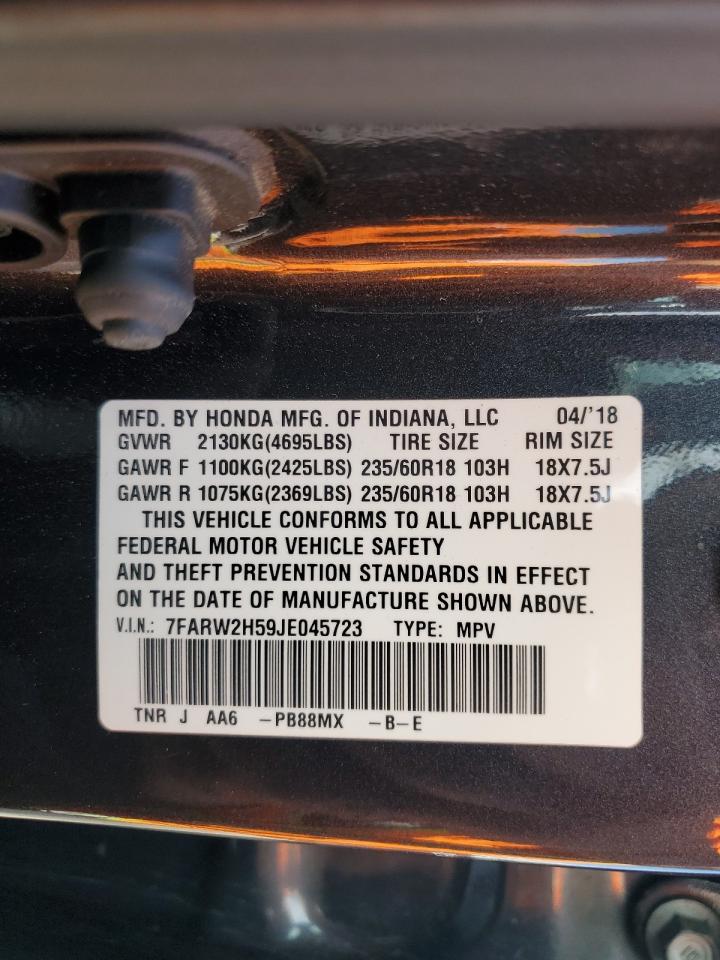 MFD. BY HONDA MFG. OF INDIANA, LLC 04/'18
GVWR 2130KG(4695LBS) TIRE SIZE RIM SIZE
GAWR F 1100KG(2425LBS) 235/60R18 103H 18X7.5J
GAWR R 1075KG(2369LBS) 235/60R18 103H 18X7.5J
THIS VEHICLE CONFORMS TO ALL APPLICABLE
FEDERAL MOTOR VEHICLE SAFETY
AND THEFT PREVENTION STANDARDS IN EFFECT
ON THE DATE OF MANUFACTURE SHOWN ABOVE.
V.I.N.: 7FARW2H59JE045723 TYPE: MPV
TNR J AA6 -PB88MX -B-E